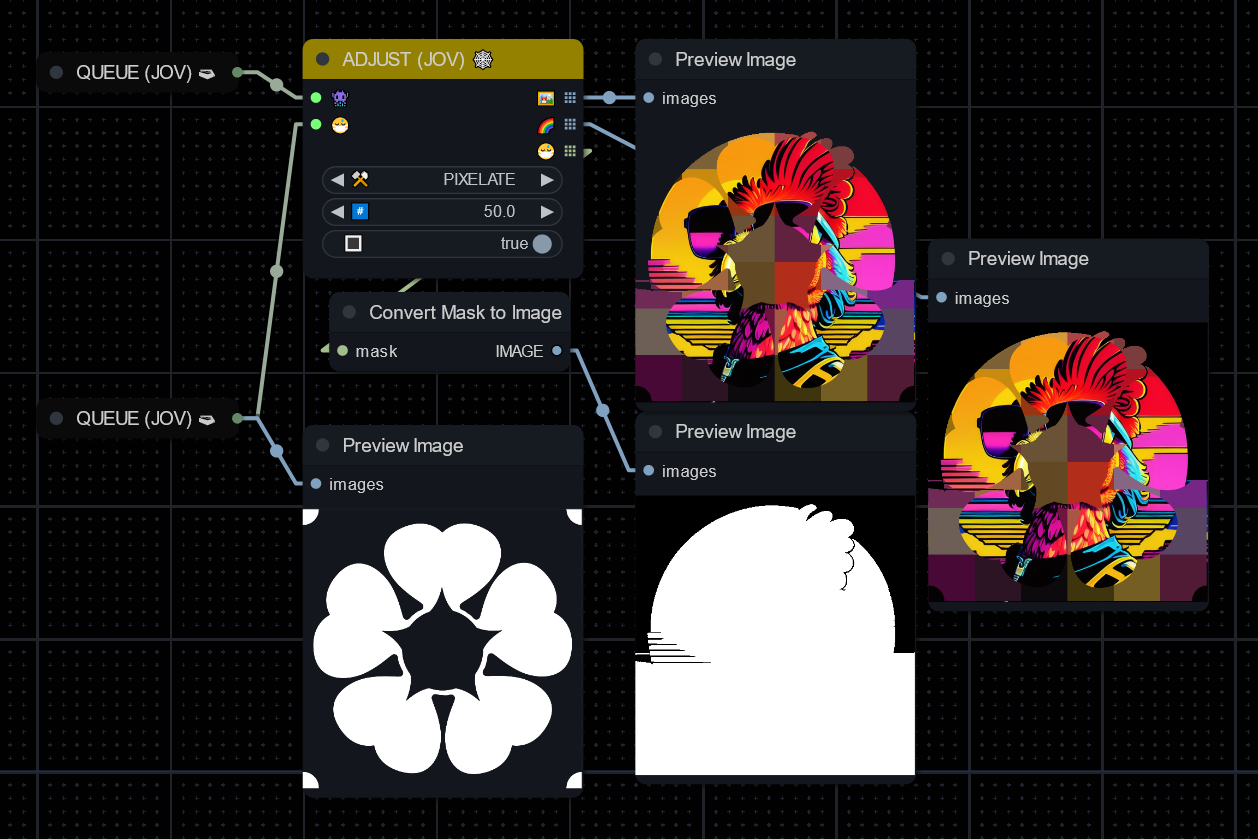 QUEUE (JOV)
ADJUST (JOV)
PIXELATE
#
50.0
true
Preview Image
images
Convert Mask to Image
mask
IMAGE
QUEUE (JOV)
Preview Image
images
Preview Image
images
Preview Image
images